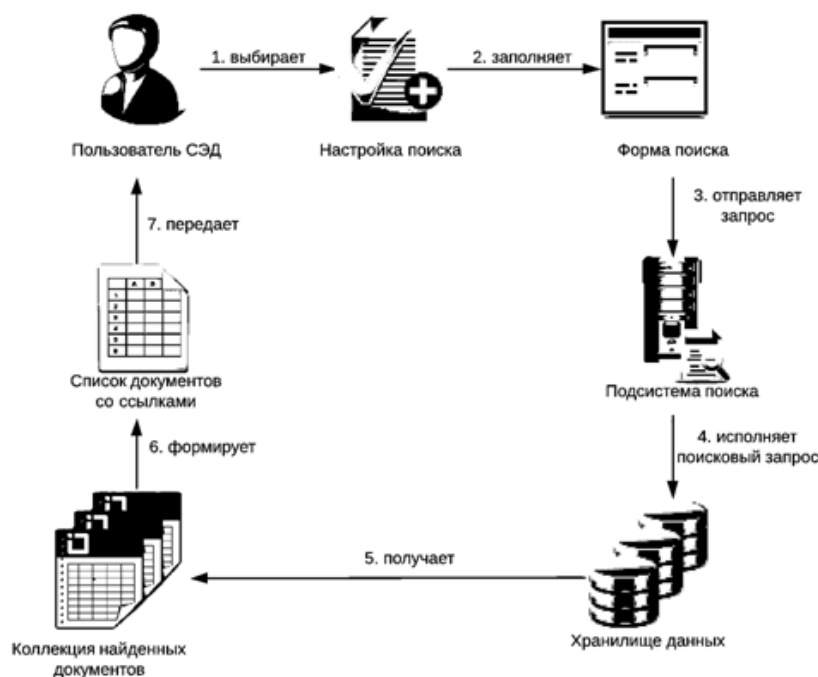 1. выбирает
2. заполняет
Пользователь СЭД
Настройка поиска
Форма поиска
3. отправляет
запрос
7. передает
Список документов
со ссылками
Подсистема поиска
6. формирует
4. исполняет
поисковый запрос
5. получает
Коллекция найденных
документов
Хранилище данных